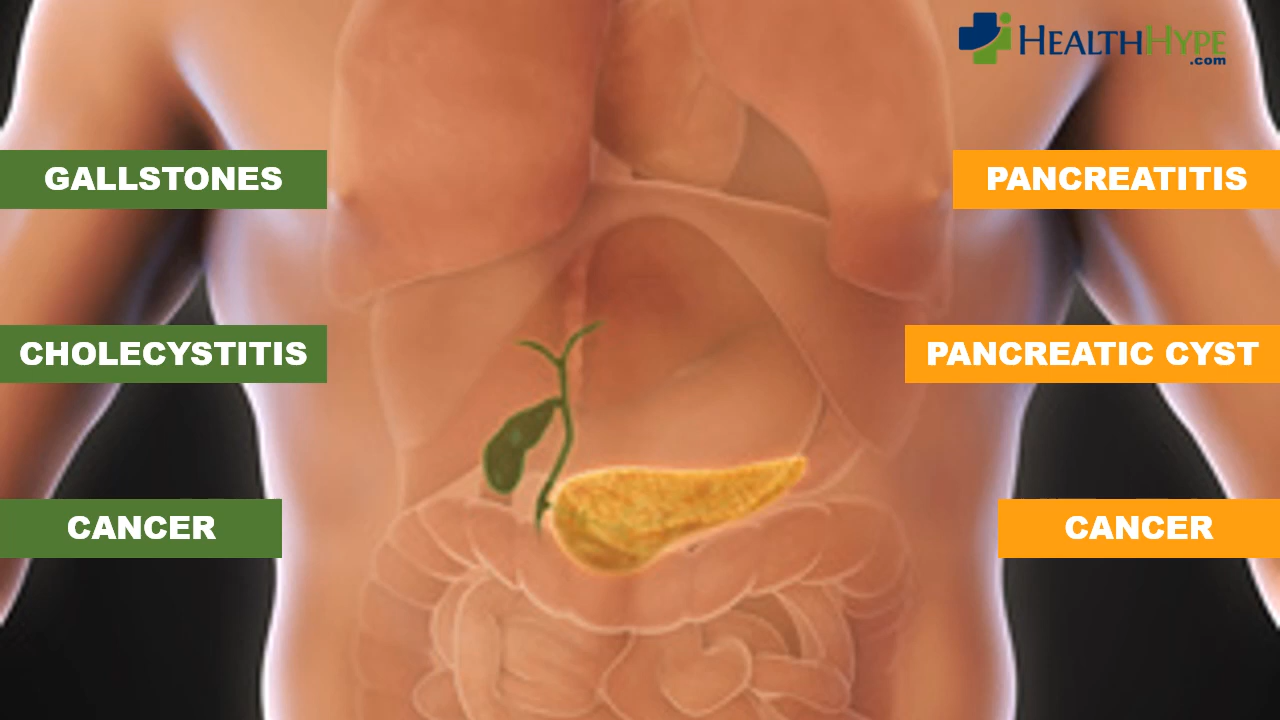 HEALTHHYPE
.com
GALLSTONES
PANCREATITIS
CHOLECYSTITIS
PANCREATIC CYST
CANCER
CANCER